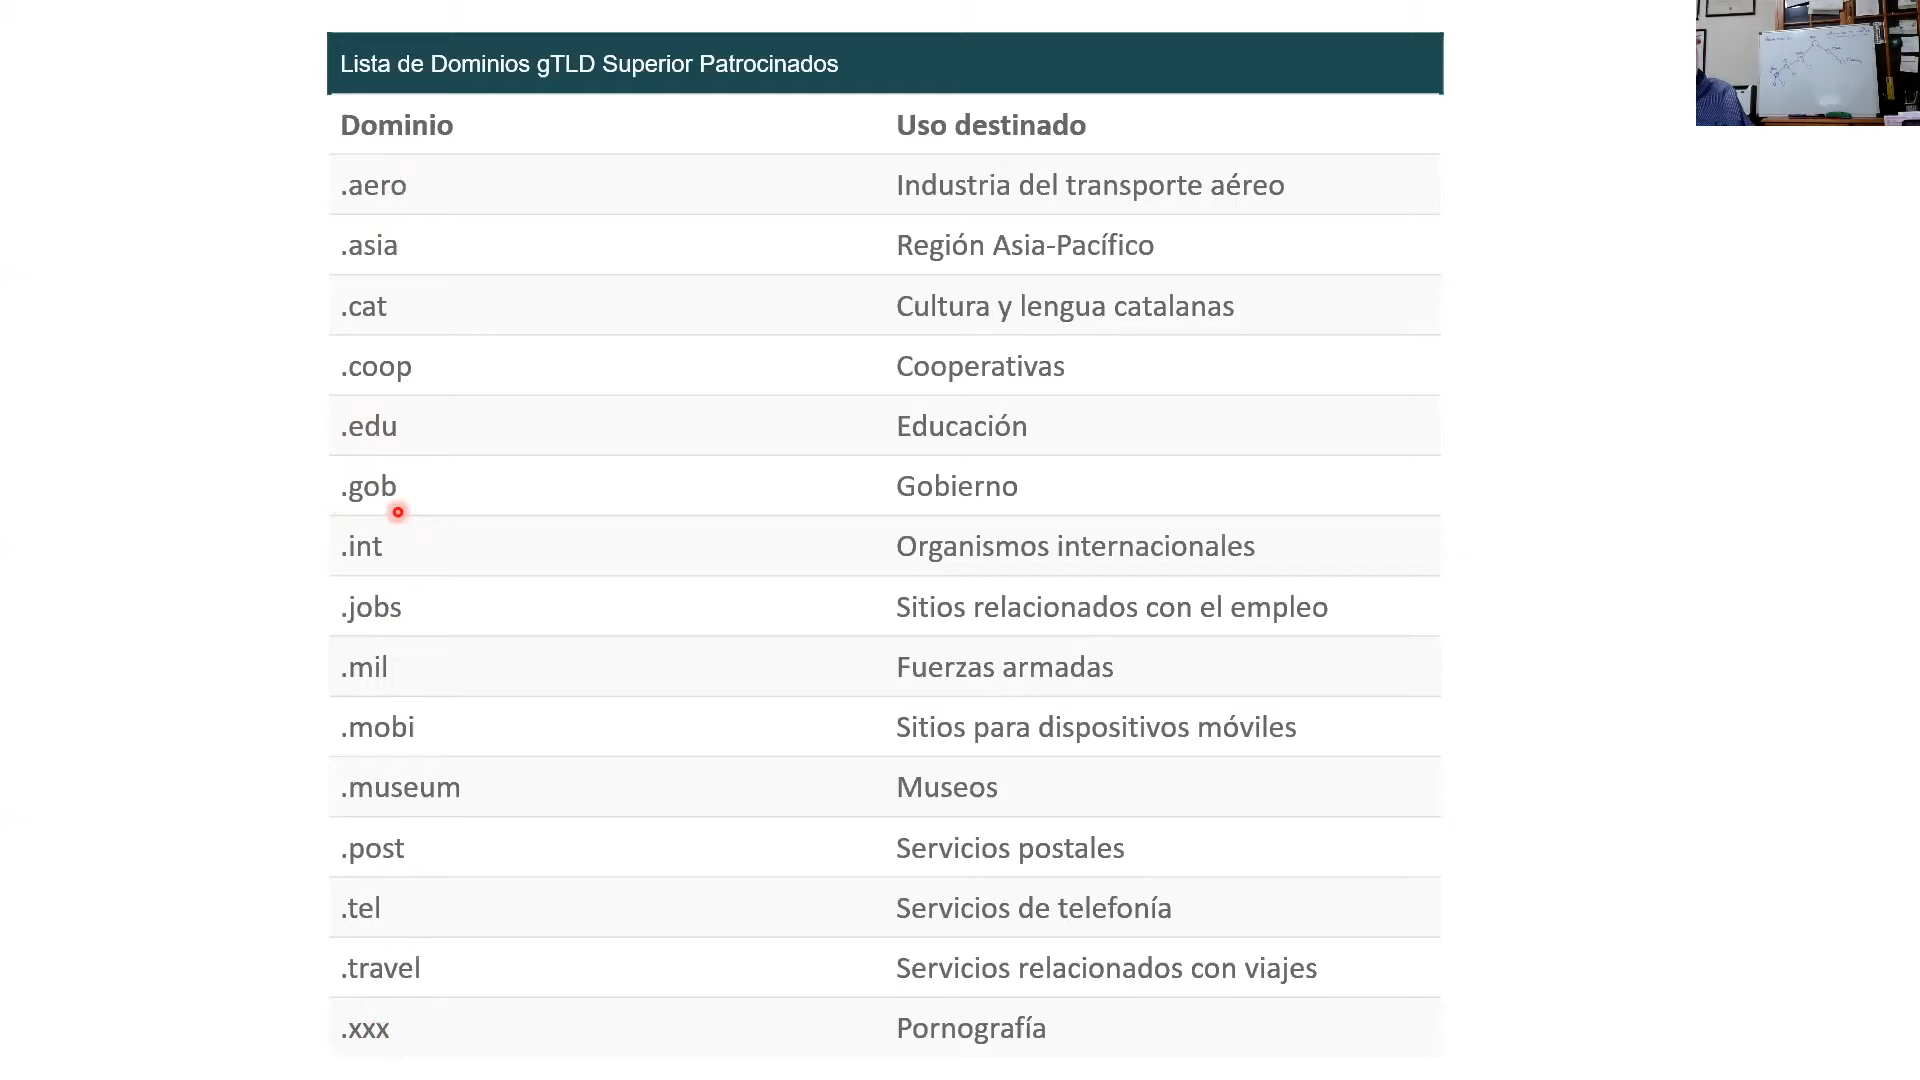 Lista de Dominios gTLD Superior Patrocinados
Dominio Uso destinado
.aero Industria del transporte aéreo
.asia Región Asia-Pacífico
.cat Cultura y lengua catalanas
.coop Cooperativas
.edu Educación
.gob Gobierno
.int Organismos internacionales
.jobs Sitios relacionados con el empleo
.mil Fuerzas armadas
.mobi Sitios para dispositivos móviles
.museum Museos
.post Servicios postales
.tel Servicios de telefonía
.travel Servicios relacionados con viajes
.xxx Pornografía